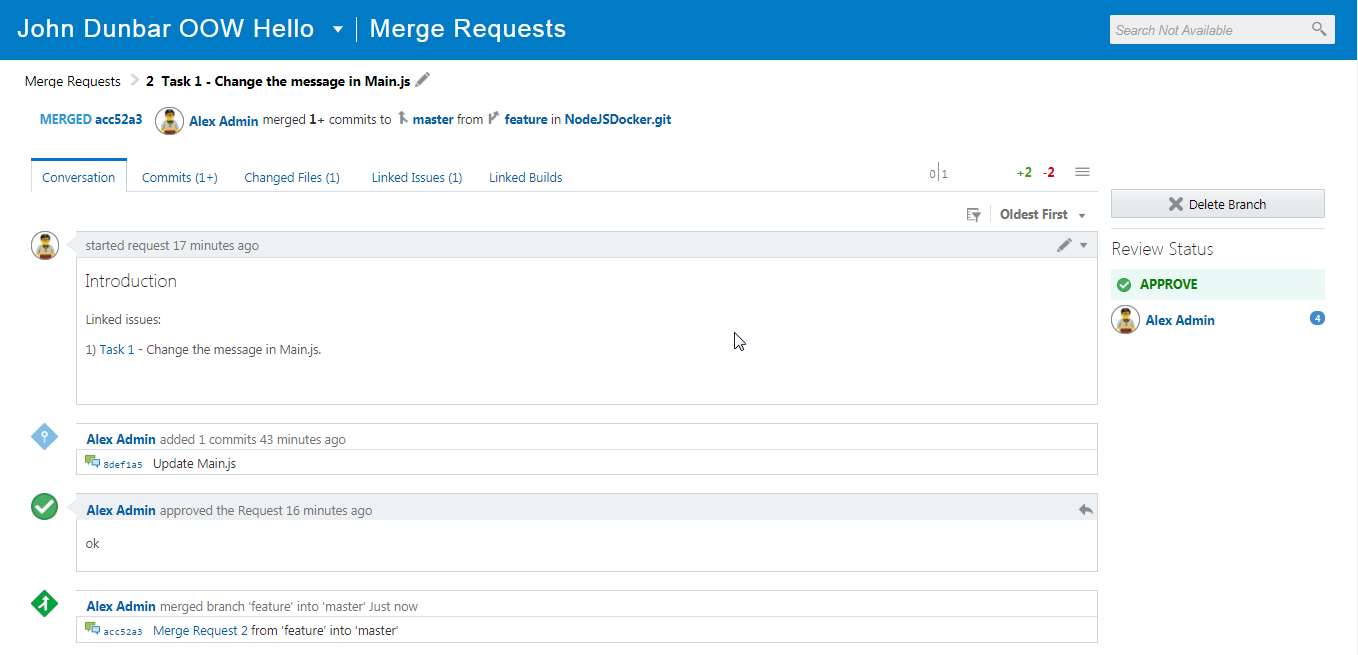 John Dunbar OOW Hello Merge Requests
Search Not Available
Merge Requests 2 Task 1 - Change the message in Main.js
MERGED acc52a3 Alex Admin merged 1+ commits to master from feature in NodeJSDocker.git
Conversation Commits (1+) Changed Files (1) Linked Issues (1) Linked Builds 0|1 +2 -2
Delete Branch
Oldest First
started request 17 minutes ago
Review Status
Introduction
APPROVE
Linked issues:
Alex Admin 4
1) Task 1 - Change the message in Main.js.
Alex Admin added 1 commits 43 minutes ago
8def1a5 Update Main.js
Alex Admin approved the Request 16 minutes ago
ok
Alex Admin merged branch 'feature' into 'master' Just now
acc52a3 Merge Request 2 from 'feature' into 'master'